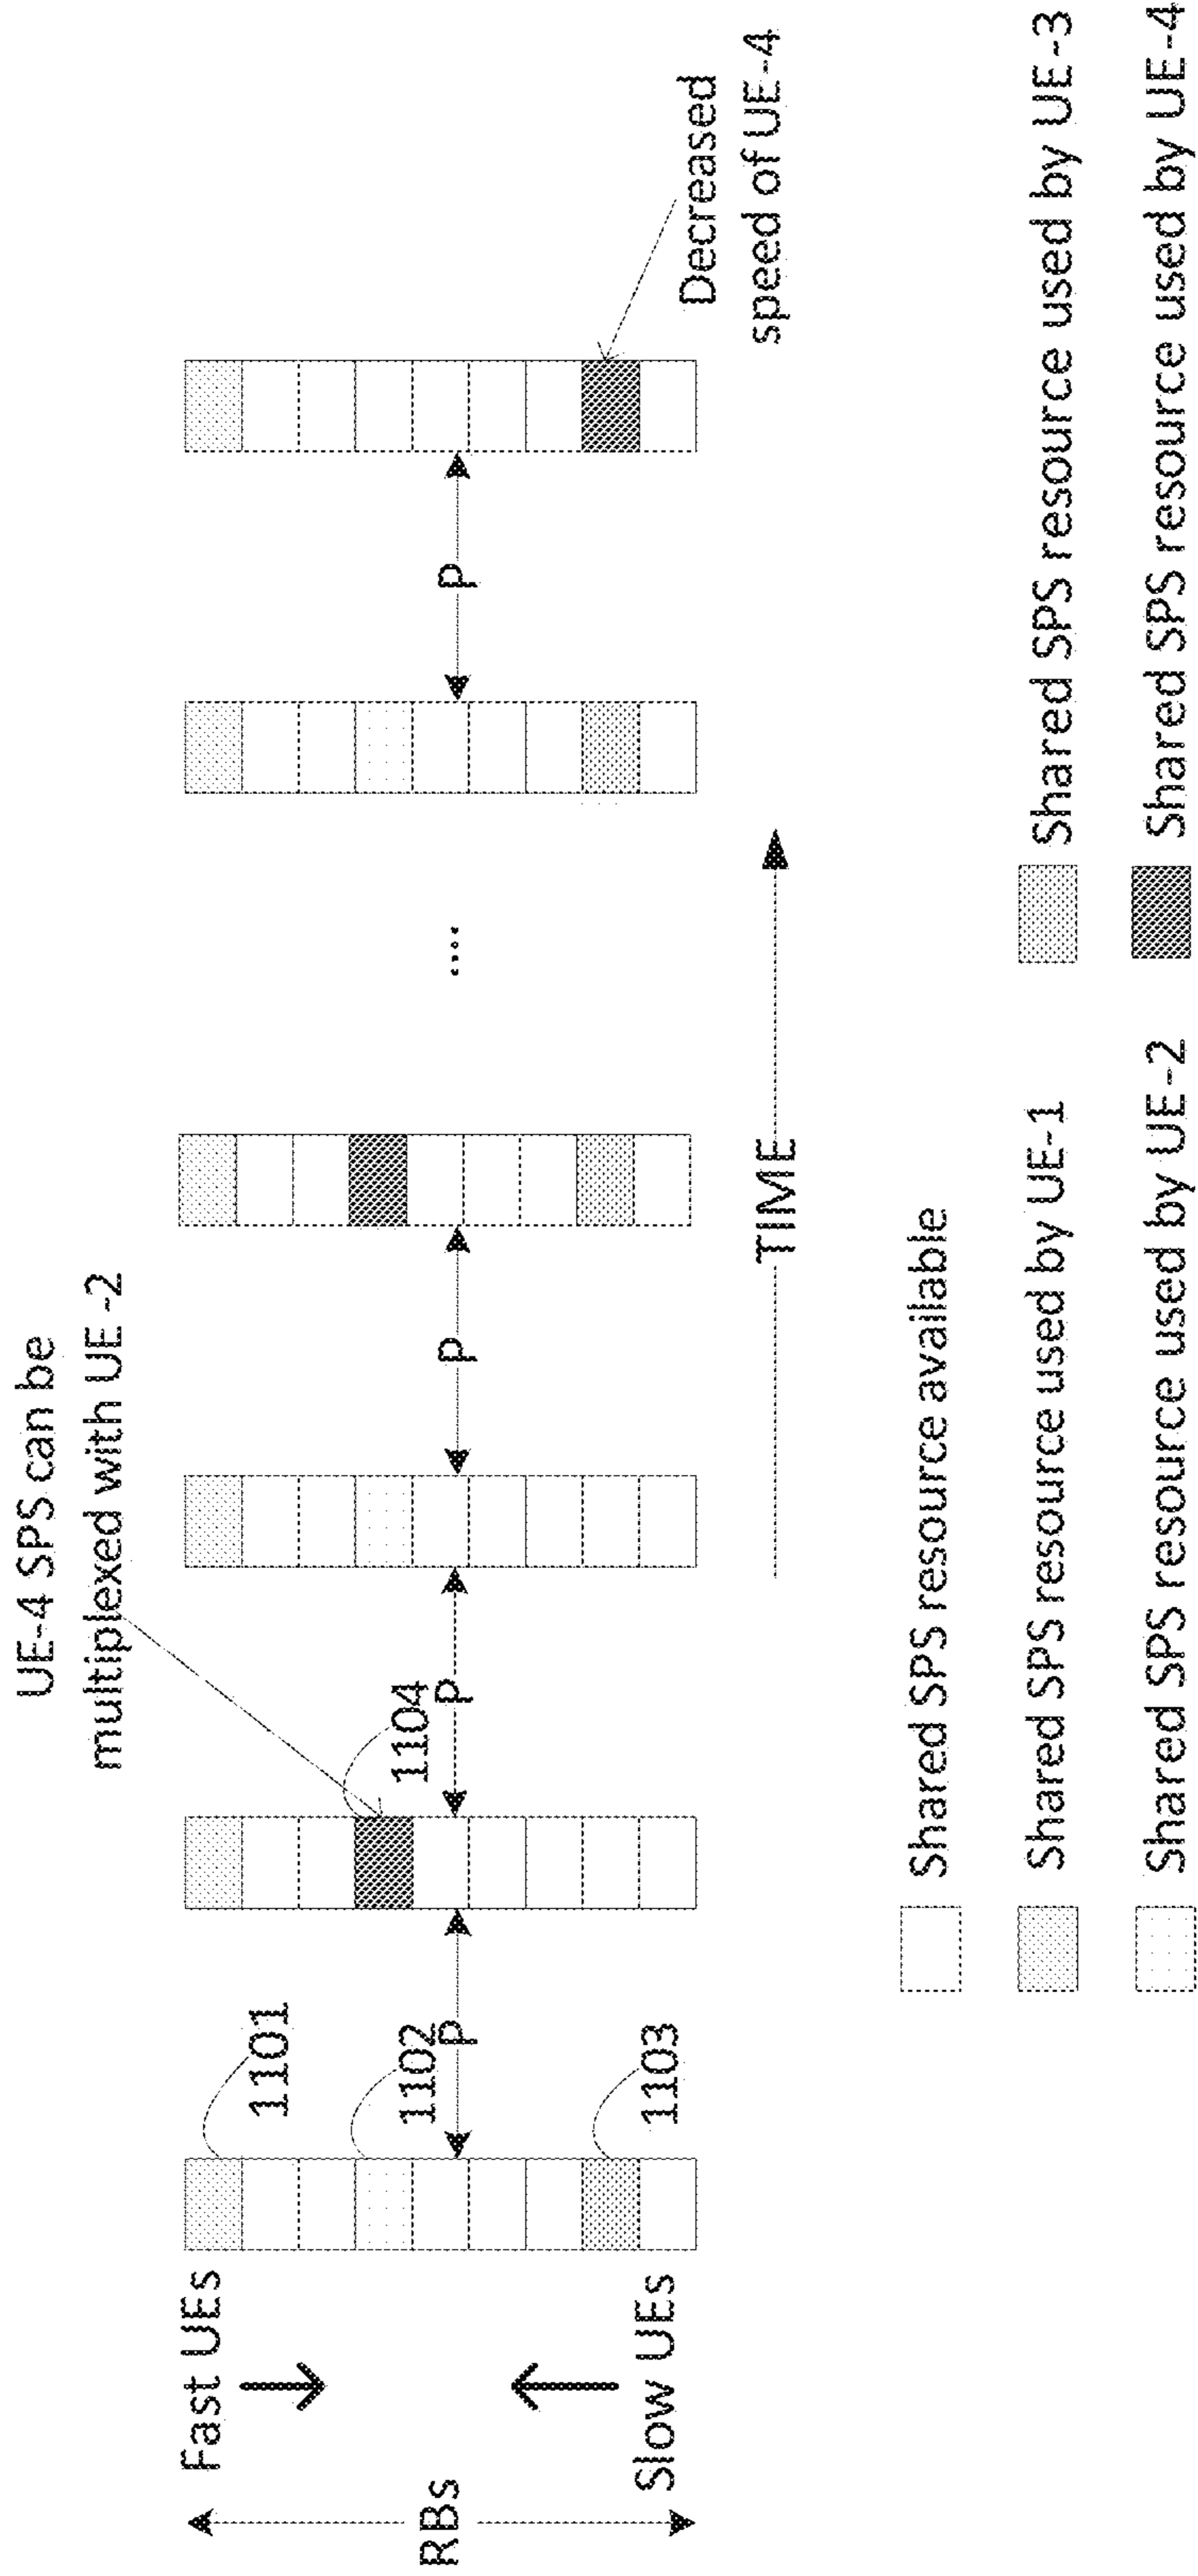 UE-4 SPS can be
multiplexed with UE -2
Fast UEs
RBs
Slow UEs
1101
1102
1103
1104
P
P
P
....
P
Decreased
speed of UE-4
TIME
Shared SPS resource available
Shared SPS resource used by UE-1
Shared SPS resource used by UE-2
Shared SPS resource used by UE-3
Shared SPS resource used by UE-4